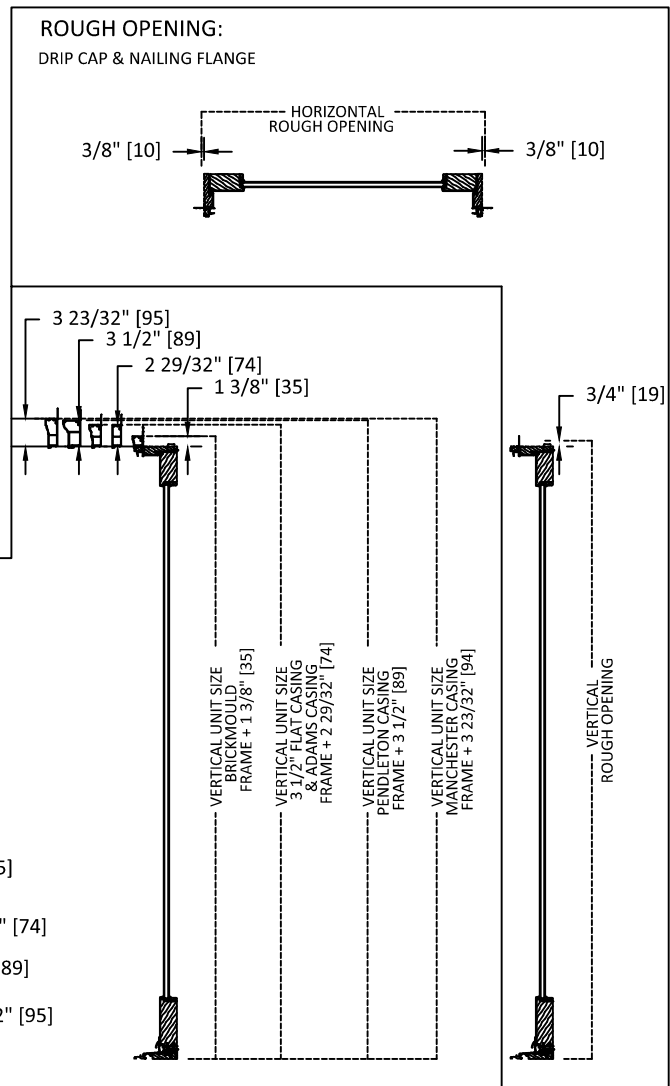 ROUGH OPENING:
DRIP CAP & NAILING FLANGE
HORIZONTAL
ROUGH OPENING
3/8" [10]
3/8" [10]
3 23/32" [95]
3 1/2" [89]
2 29/32" [74]
1 3/8" [35]
3/4" [19]
VERTICAL UNIT SIZE
BRICKMOULD
FRAME + 1 3/8" [35]
VERTICAL UNIT SIZE
3 1/2" FLAT CASING
& ADAMS CASING
FRAME + 2 29/32" [74]
VERTICAL UNIT SIZE
PENDLETON CASING
FRAME + 3 1/2" [89]
VERTICAL UNIT SIZE
MANCHESTER CASING
FRAME + 3 23/32" [94]
VERTICAL
ROUGH OPENING
5]
" [74]
89]
2" [95]